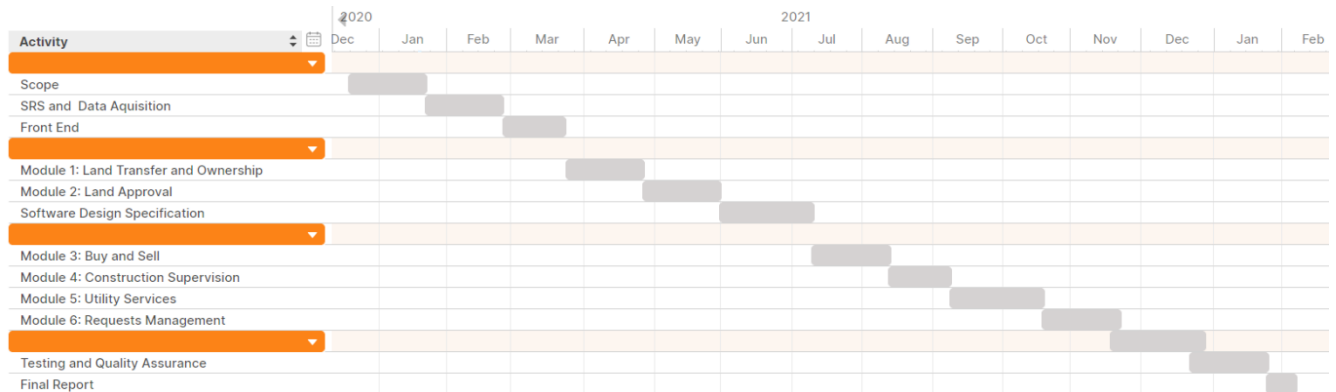 2020 2021
Activity Dec Jan Feb Mar Apr May Jun Jul Aug Sep Oct Nov Dec Jan Feb
Scope
SRS and Data Aquisition
Front End
Module 1: Land Transfer and Ownership
Module 2: Land Approval
Software Design Specification
Module 3: Buy and Sell
Module 4: Construction Supervision
Module 5: Utility Services
Module 6: Requests Management
Testing and Quality Assurance
Final Report